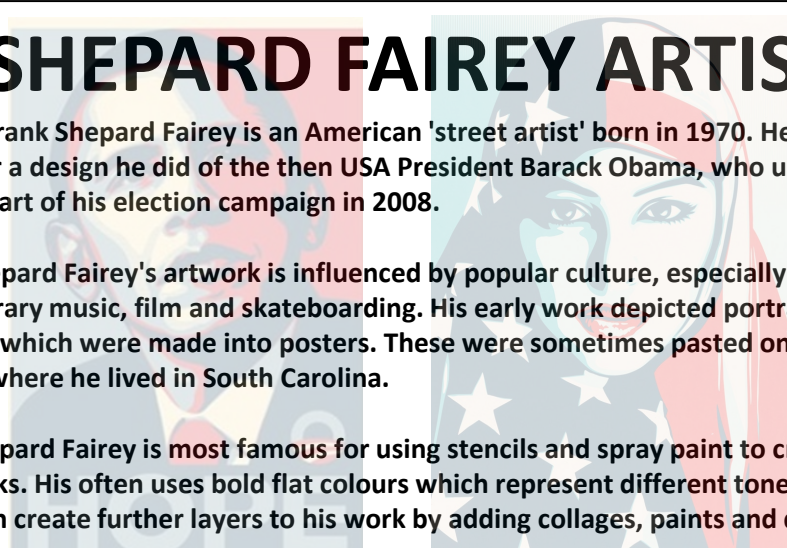 SHEPARD FAIREY ARTIS
rank Shepard Fairey is an American 'street artist' born in 1970. He
r a design he did of the then USA President Barack Obama, who u
art of his election campaign in 2008.
pard Fairey's artwork is influenced by popular culture, especially
rary music, film and skateboarding. His early work depicted portr
which were made into posters. These were sometimes pasted on
where he lived in South Carolina.
pard Fairey is most famous for using stencils and spray paint to c
ks. His often uses bold flat colours which represent different tone
n create further layers to his work by adding collages, paints and
HOPE